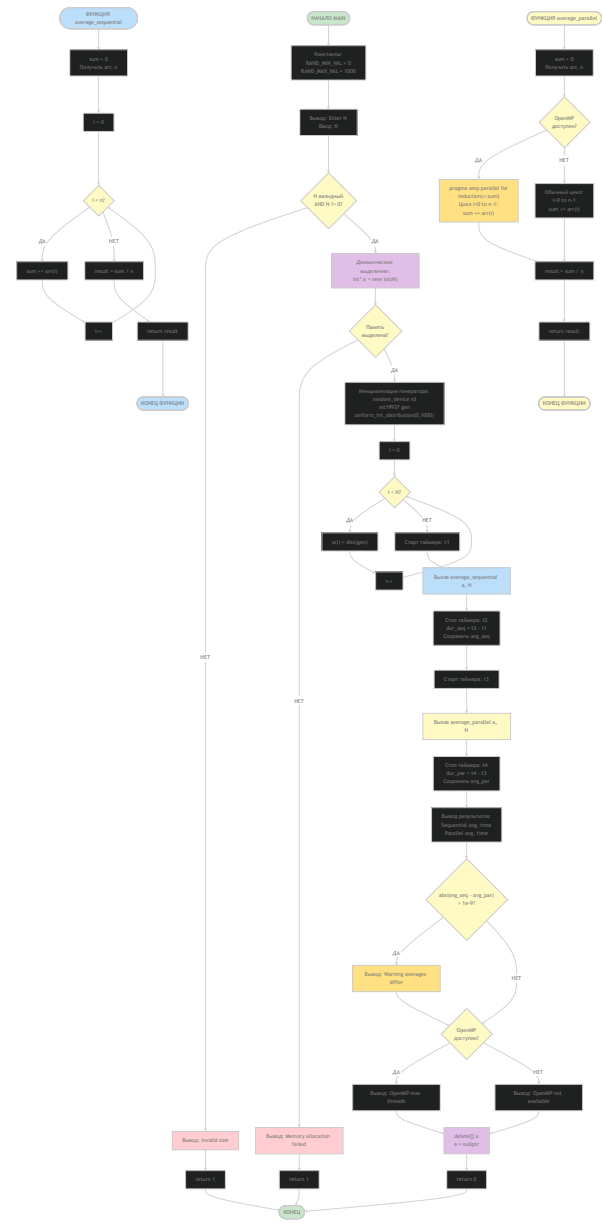 ФУНКЦИЯ
average_sequential
sum = 0
Получить arr, n
i = 0
i < n?
ДА
НЕТ
sum += arr[i]
result = sum / n
i++
return result
КОНЕЦ ФУНКЦИИ
НАЧАЛО MAIN
Константы:
RAND_MIN_VAL = 0
RAND_MAX_VAL = 1000
Вывод: Enter N
Ввод: N
N валидный
AND N != 0?
ДА
НЕТ
Динамическое
выделение:
int* a = new int[N]
Память
выделена?
ДА
НЕТ
Инициализация генератора:
random_device rd
mt19937 gen
uniform_int_distribution(0,1000)
i = 0
i < N?
ДА
НЕТ
a[i] = dist(gen)
Старт таймера: t1
i++
Вызов average_sequential
a, N
Стоп таймера: t2
dur_seq = t2 - t1
Сохранить avg_seq
Старт таймера: t3
Вызов average_parallel a,
N
Стоп таймера: t4
dur_par = t4 - t3
Сохранить avg_par
Вывод результатов:
Sequential avg, time
Parallel avg, time
abs(avg_seq - avg_par)
> 1e-9?
ДА
НЕТ
Вывод: Warning averages
differ
OpenMP
доступен?
ДА
НЕТ
Вывод: OpenMP max
threads
Вывод: OpenMP not
available
Вывод: Invalid size
Вывод: Memory allocation
failed
delete[] a
a = nullptr
return 1
return 1
return 0
КОНЕЦ
ФУНКЦИЯ average_parallel
sum = 0
Получить arr, n
OpenMP
доступен?
ДА
НЕТ
pragma omp parallel for
reduction(+:sum)
Цикл i=0 to n-1:
sum += arr[i]
Обычный цикл:
i=0 to n-1
sum += arr[i]
result = sum / n
return result
КОНЕЦ ФУНКЦИИ